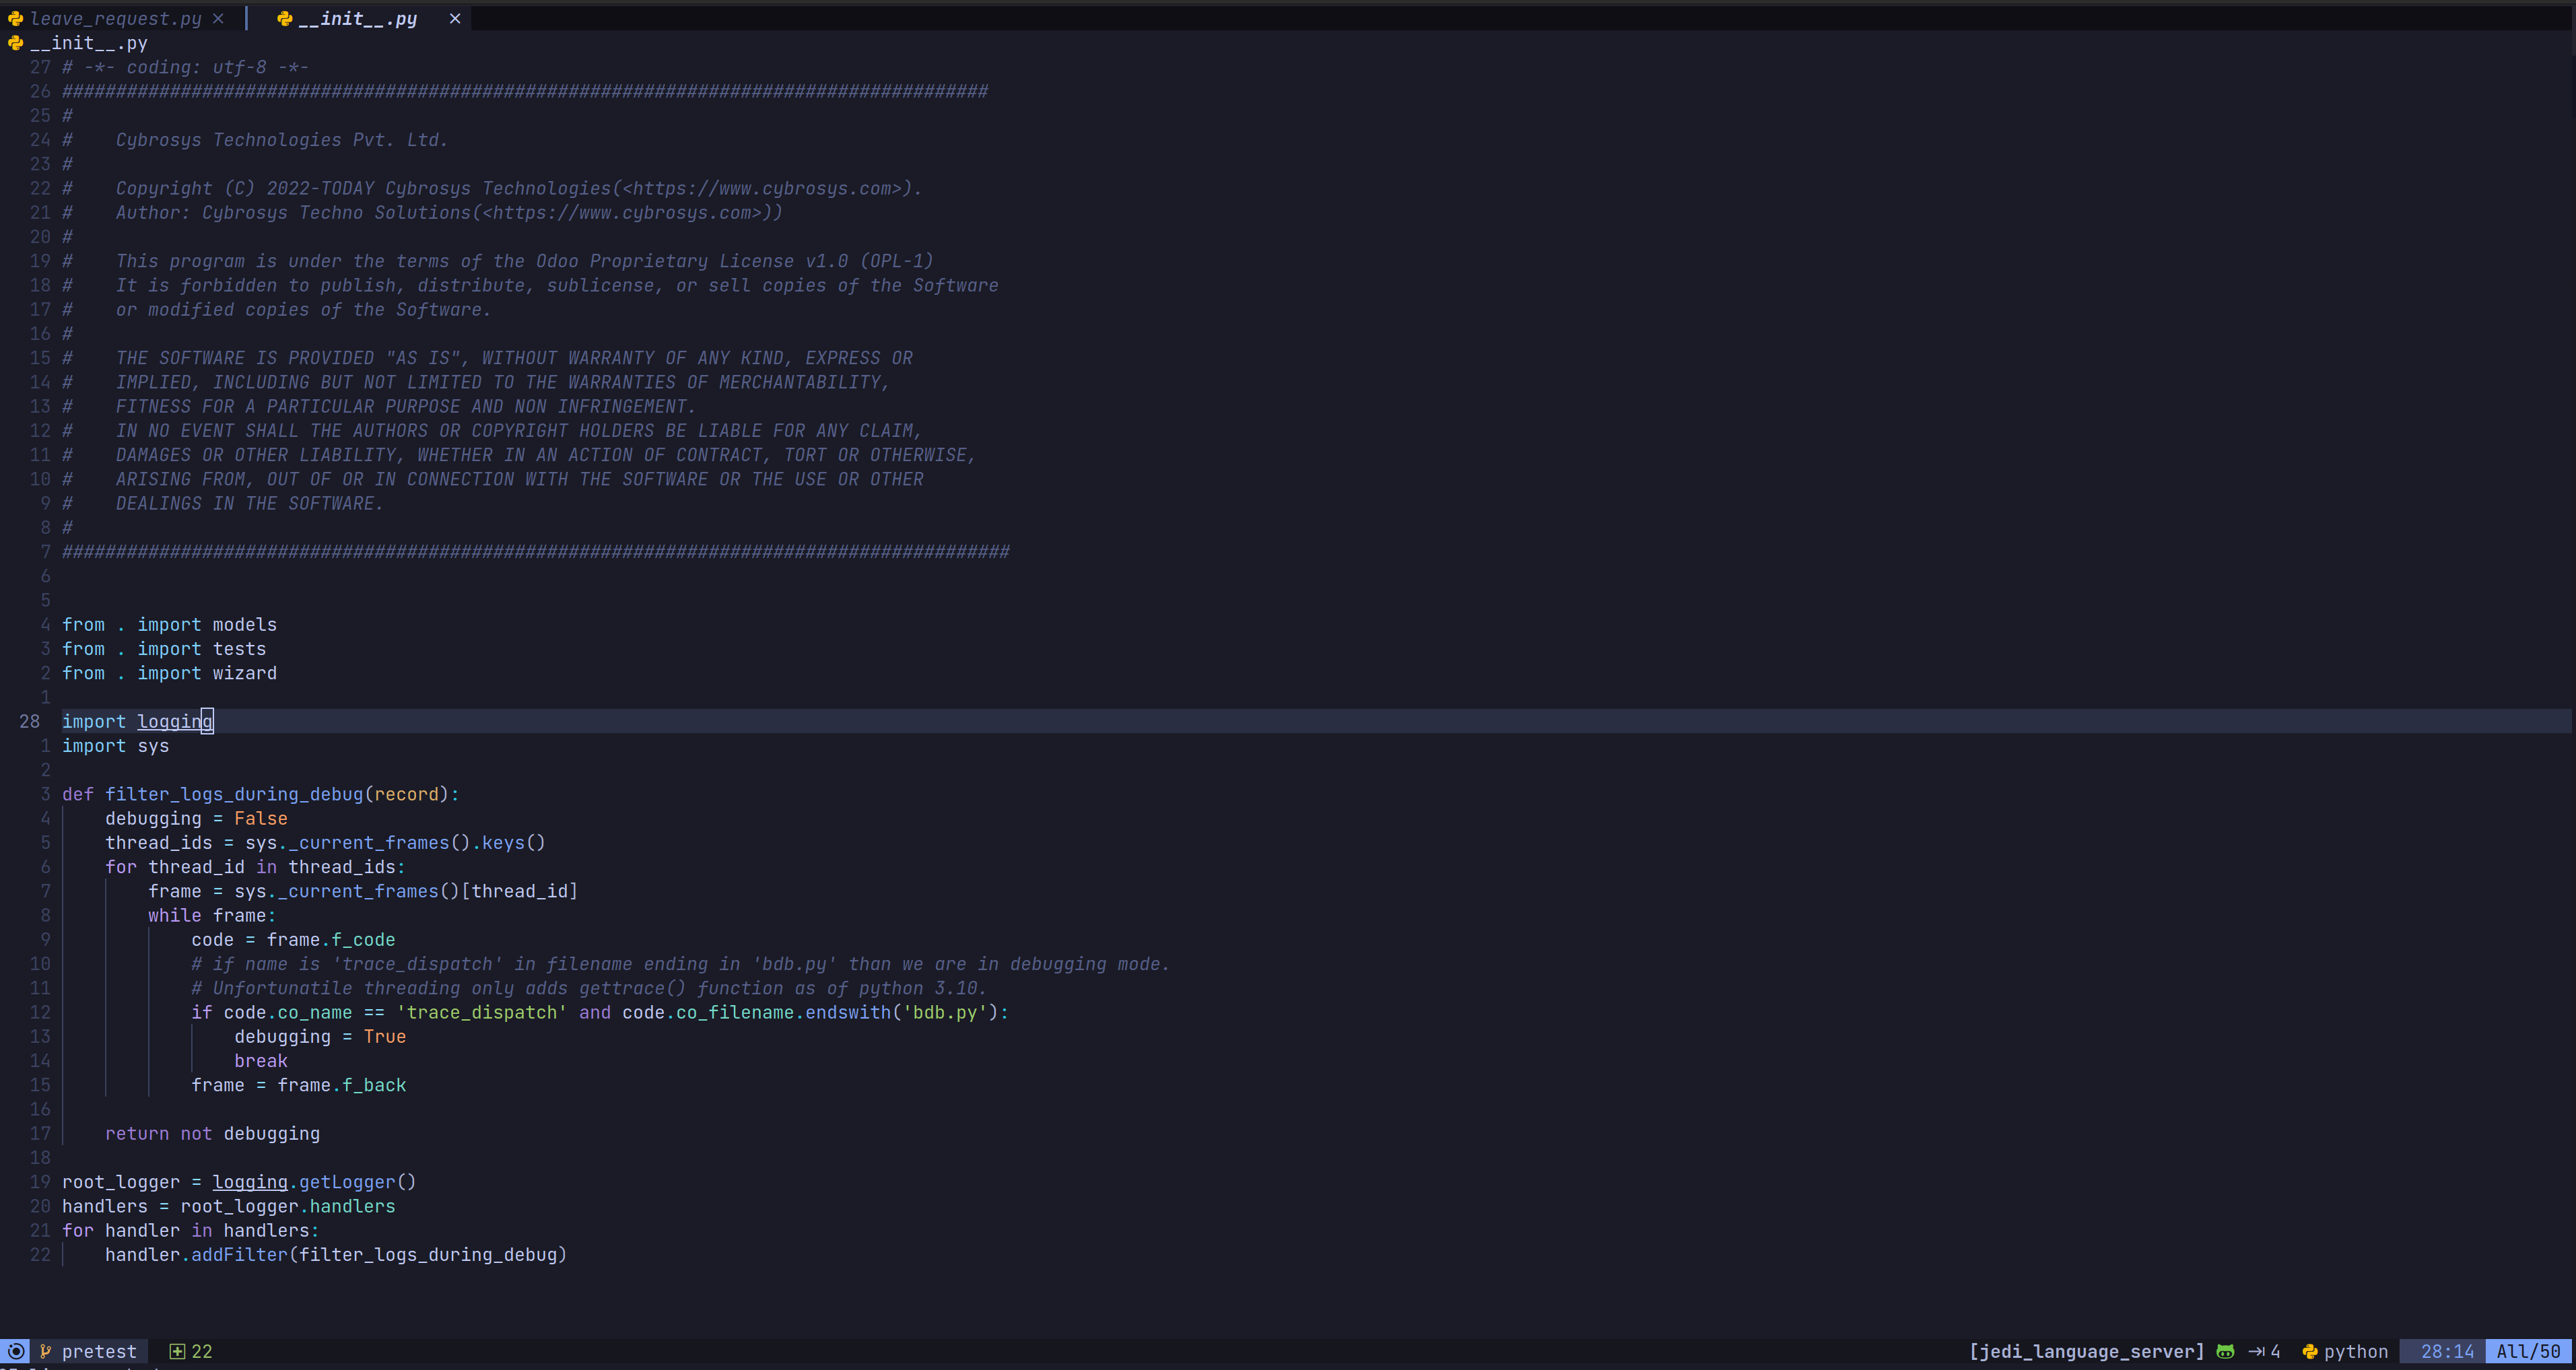 leave_request.py × __init__.py ×
__init__.py
27 # -*- coding: utf-8 -*-
26 ######################################################################################
25 #
24 #    Cybrosys Technologies Pvt. Ltd.
23 #
22 #    Copyright (C) 2022-TODAY Cybrosys Technologies(<https://www.cybrosys.com>).
21 #    Author: Cybrosys Techno Solutions(<https://www.cybrosys.com>))
20 #
19 #    This program is under the terms of the Odoo Proprietary License v1.0 (OPL-1)
18 #    It is forbidden to publish, distribute, sublicense, or sell copies of the Software
17 #    or modified copies of the Software.
16 #
15 #    THE SOFTWARE IS PROVIDED "AS IS", WITHOUT WARRANTY OF ANY KIND, EXPRESS OR
14 #    IMPLIED, INCLUDING BUT NOT LIMITED TO THE WARRANTIES OF MERCHANTABILITY,
13 #    FITNESS FOR A PARTICULAR PURPOSE AND NON INFRINGEMENT.
12 #    IN NO EVENT SHALL THE AUTHORS OR COPYRIGHT HOLDERS BE LIABLE FOR ANY CLAIM,
11 #    DAMAGES OR OTHER LIABILITY, WHETHER IN AN ACTION OF CONTRACT, TORT OR OTHERWISE,
10 #    ARISING FROM, OUT OF OR IN CONNECTION WITH THE SOFTWARE OR THE USE OR OTHER
9 #    DEALINGS IN THE SOFTWARE.
8 #
7 ########################################################################################
6
5
4 from . import models
3 from . import tests
2 from . import wizard
1
28 import logging
1 import sys
2
3 def filter_logs_during_debug(record):
4     debugging = False
5     thread_ids = sys._current_frames().keys()
6     for thread_id in thread_ids:
7         frame = sys._current_frames()[thread_id]
8         while frame:
9             code = frame.f_code
10             # if name is 'trace_dispatch' in filename ending in 'bdb.py' than we are in debugging mode.
11             # Unfortunatile threading only adds gettrace() function as of python 3.10.
12             if code.co_name == 'trace_dispatch' and code.co_filename.endswith('bdb.py'):
13                 debugging = True
14                 break
15             frame = frame.f_back
16
17     return not debugging
18
19 root_logger = logging.getLogger()
20 handlers = root_logger.handlers
21 for handler in handlers:
22     handler.addFilter(filter_logs_during_debug)
pretest 22 [jedi_language_server] 4 python 28:14 All/50